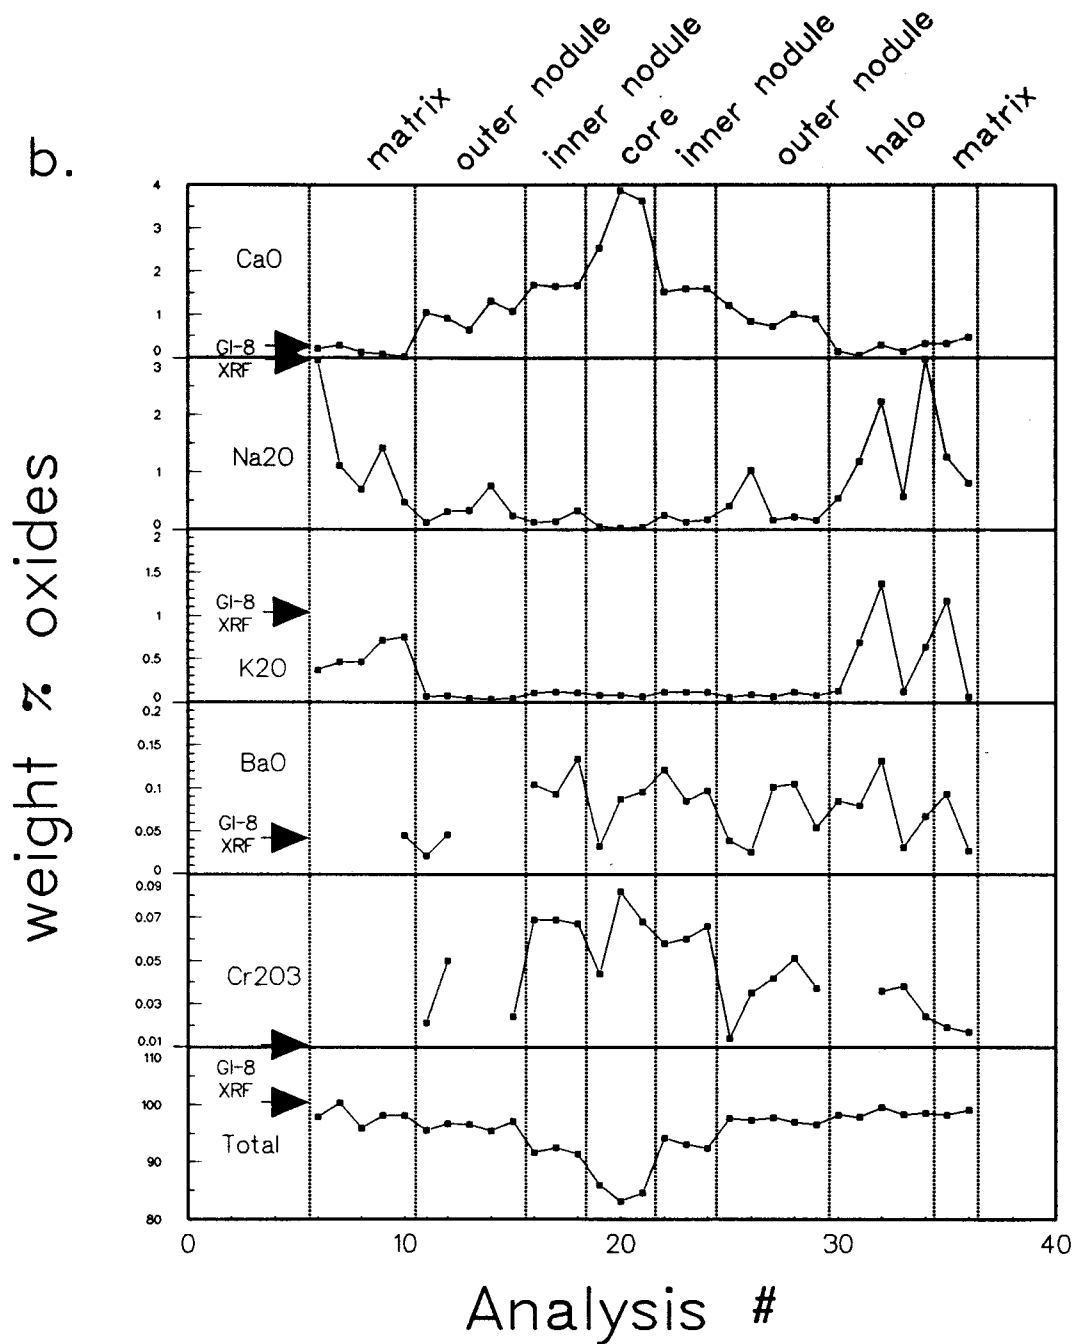 b.
matrix
outer nodule
inner nodule
core
inner nodule
outer nodule
halo
matrix
weight % oxides
4
3
CaO
2
1
GI-8
0
XRF
3
2
Na2O
1
0
2
1.5
GI-8
1
XRF
0.5
K2O
0
0.2
0.15
BaO
0.1
GI-8
0.05
XRF
0
0.09
0.07
0.05
Cr2O3
0.03
0.01
110
GI-8
XRF
100
Total
90
80
0 10 20 30 40
Analysis #